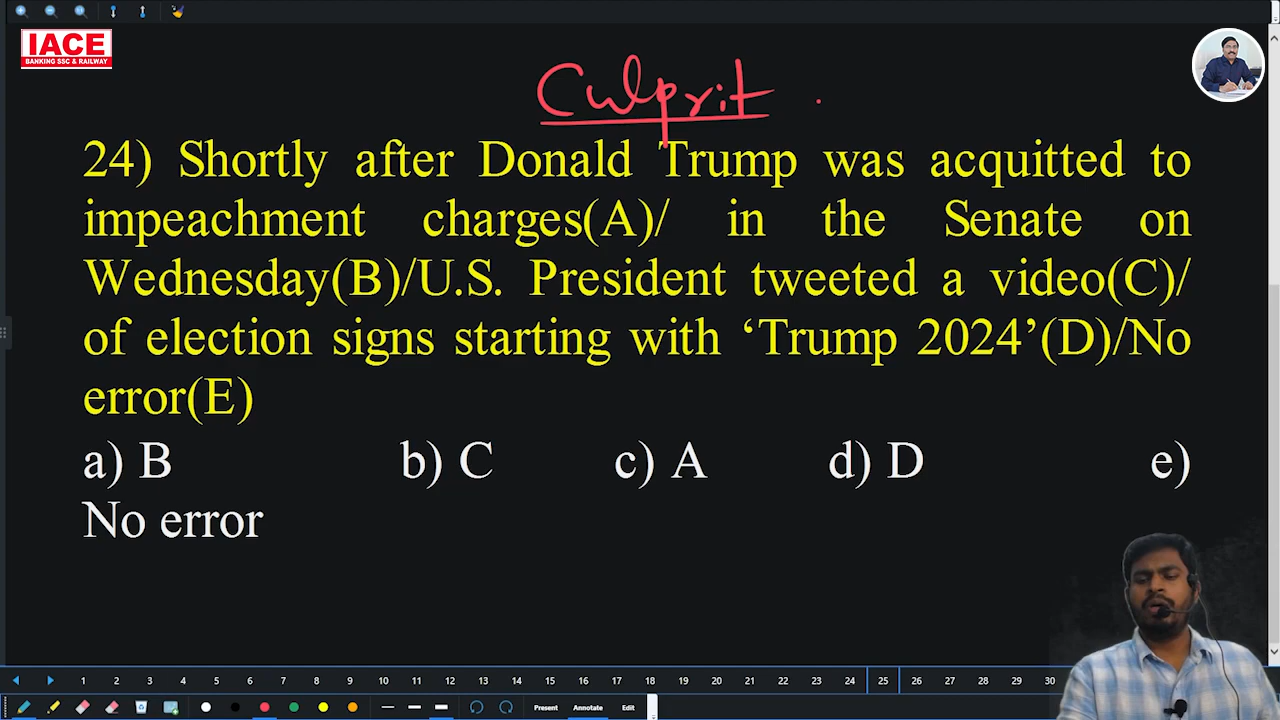 IACE
BANKING SSC & RAILWAY
Culprit
24) Shortly after Donald Trump was acquitted to
impeachment charges(A)/ in the Senate on
Wednesday(B)/U.S. President tweeted a video(C)/
of election signs starting with ‘Trump 2024’(D)/No
error(E)
a) B b) C c) A d) D e)
No error
1 2 3 4 5 6 7 8 9 10 11 12 13 14 15 16 17 18 19 20 21 22 23 24 25 26 27 28 29 30
Present Annotate Edit